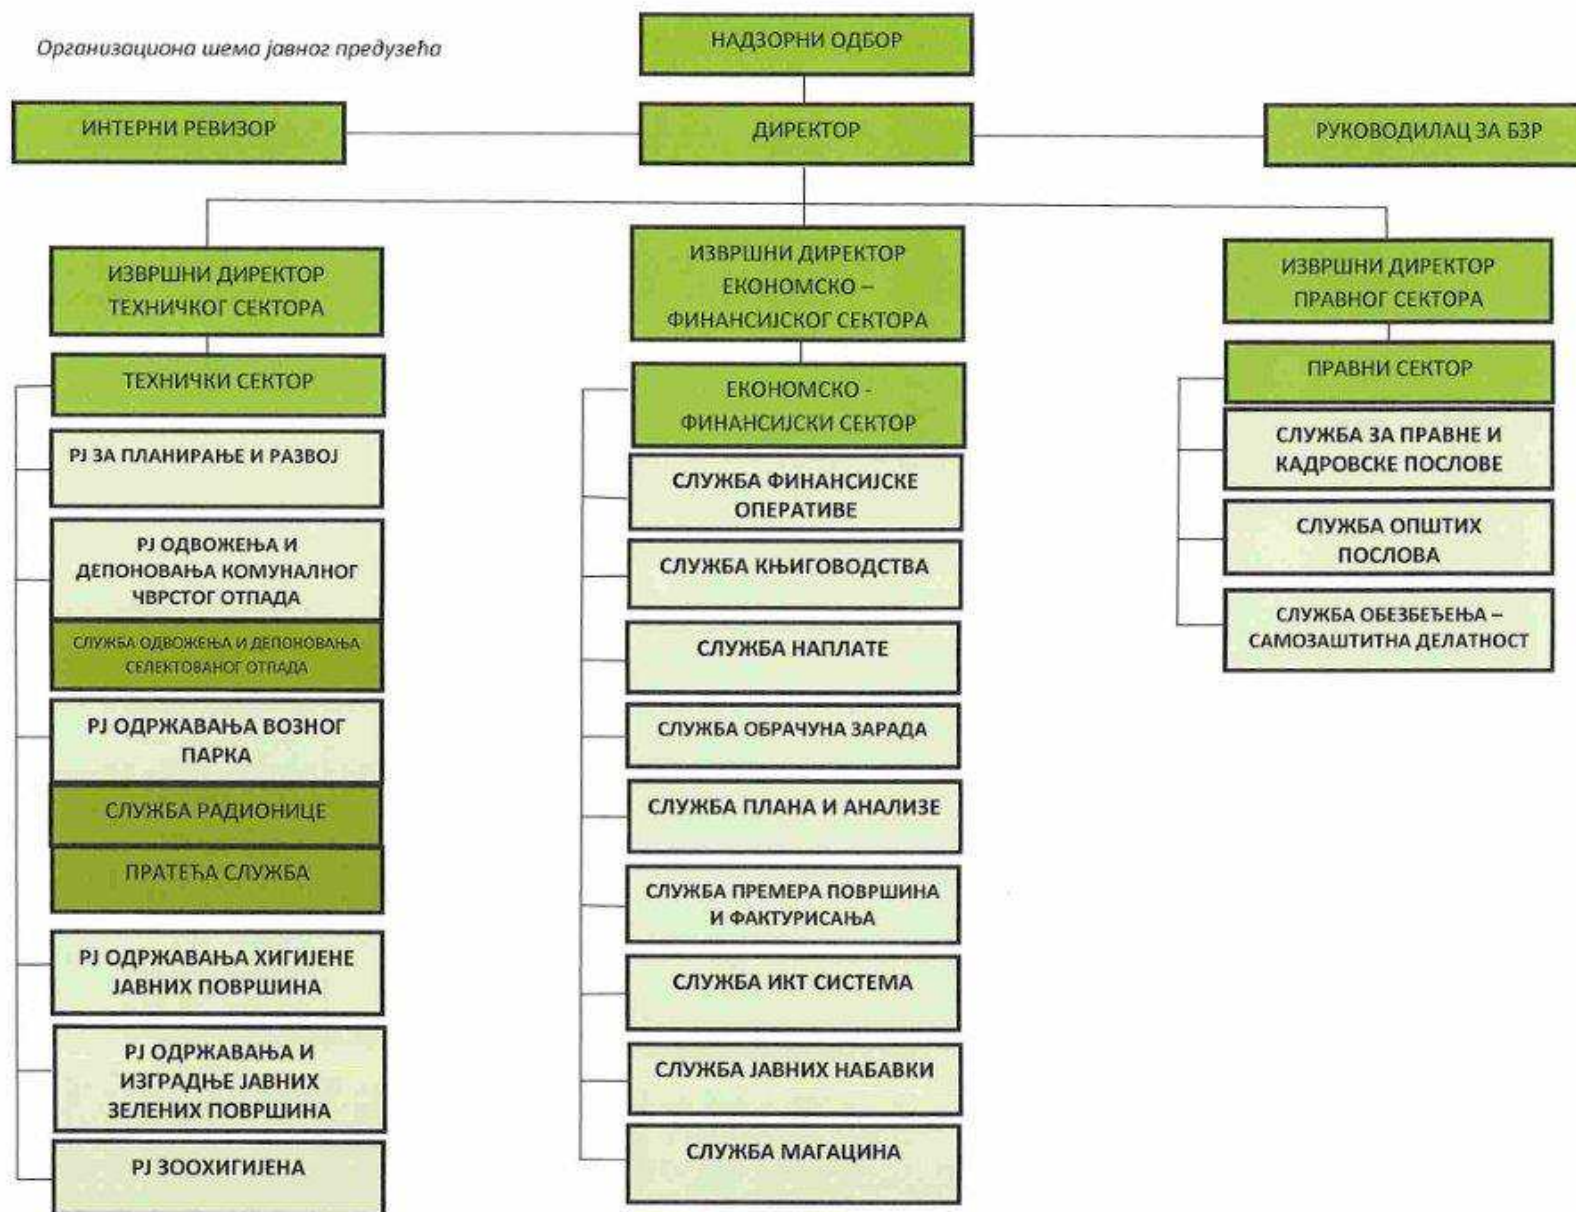 Организациона шема јавног предузећа
НАДЗОРНИ ОДБОР
ИНТЕРНИ РЕВИЗОР
ДИРЕКТОР
РУКОВОДИЛАЦ ЗА БЗР
ИЗВРШНИ ДИРЕКТОР
ТЕХНИЧКОГ СЕКТОРА
ТЕХНИЧКИ СЕКТОР
РЈ ЗА ПЛАНИРАЊЕ И РАЗВОЈ
РЈ ОДВОЖЕЊА И
ДЕПОНОВАЊА КОМУНАЛНОГ
ЧВРСТОГ ОТПАДА
СЛУЖБА ОДВОЖЕЊА И ДЕПОНОВАЊА
СЕЛЕКТОВАНОГ ОТПАДА
РЈ ОДРЖАВАЊА ВОЗНОГ
ПАРКА
СЛУЖБА РАДИОНИЦЕ
ПРАТЕЋА СЛУЖБА
РЈ ОДРЖАВАЊА ХИГИЈЕНЕ
ЈАВНИХ ПОВРШИНА
РЈ ОДРЖАВАЊА И
ИЗГРАДЊЕ ЈАВНИХ
ЗЕЛЕНИХ ПОВРШИНА
РЈ ЗООХИГИЈЕНА
ИЗВРШНИ ДИРЕКТОР
ЕКОНОМСКО –
ФИНАНСИЈСКОГ СЕКТОРА
ЕКОНОМСКО -
ФИНАНСИЈСКИ СЕКТОР
СЛУЖБА ФИНАНСИЈСКЕ
ОПЕРАТИВЕ
СЛУЖБА КЊИГОВОДСТВА
СЛУЖБА НАПЛАТЕ
СЛУЖБА ОБРАЧУНА ЗАРАДА
СЛУЖБА ПЛАНА И АНАЛИЗЕ
СЛУЖБА ПРЕМЕРА ПОВРШИНА
И ФАКТУРИСАЊА
СЛУЖБА ИКТ СИСТЕМА
СЛУЖБА ЈАВНИХ НАБАВКИ
СЛУЖБА МАГАЦИНА
ИЗВРШНИ ДИРЕКТОР
ПРАВНОГ СЕКТОРА
ПРАВНИ СЕКТОР
СЛУЖБА ЗА ПРАВНЕ И
КАДРОВСКЕ ПОСЛОВЕ
СЛУЖБА ОПШТИХ
ПОСЛОВА
СЛУЖБА ОБЕЗБЕЂЕЊА –
САМОЗАШТИТНА ДЕЛАТНОСТ